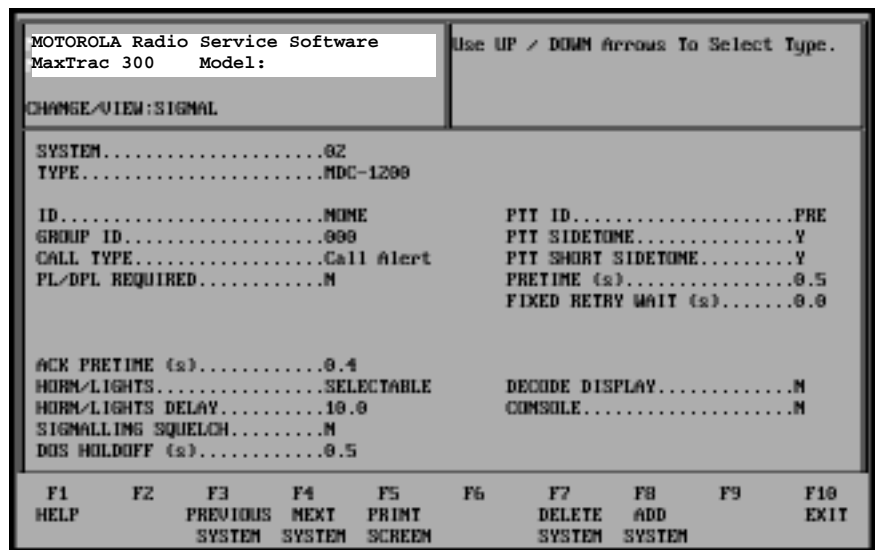 MOTOROLA Radio Service Software
MaxTrac 300 Model:
CHANGE/VIEW:SIGNAL
Use UP / DOWN Arrows To Select Type.
SYSTEM.....................02
TYPE.......................MDC-1200
ID.........................NONE
GROUP ID...................000
CALL TYPE..................Call Alert
PL/DPL REQUIRED............N
PTT ID.....................PRE
PTT SIDETONE...............Y
PTT SHORT SIDETONE.........Y
PRETIME (s)................0.5
FIXED RETRY WAIT (s).......0.0
ACK PRETIME (s)............0.4
HORN/LIGHTS................SELECTABLE
HORN/LIGHTS DELAY..........10.0
SIGNALLING SQUELCH.........N
DOS HOLDOFF (s)............0.5
DECODE DISPLAY.............N
CONSOLE....................N
F1 F2 F3 F4 F5 F6 F7 F8 F9 F10
HELP PREVIOUS NEXT PRINT DELETE ADD EXIT
SYSTEM SYSTEM SCREEN SYSTEM SYSTEM